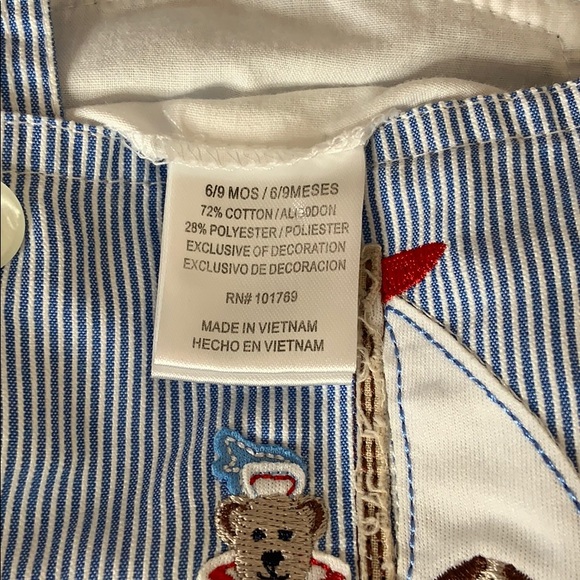 6/9 MOS / 6/9MESES
72% COTTON / ALGODON
28% POLYESTER / POLIESTER
EXCLUSIVE OF DECORATION
EXCLUSIVO DE DECORACION
RN# 101769
MADE IN VIETNAM
HECHO EN VIETNAM